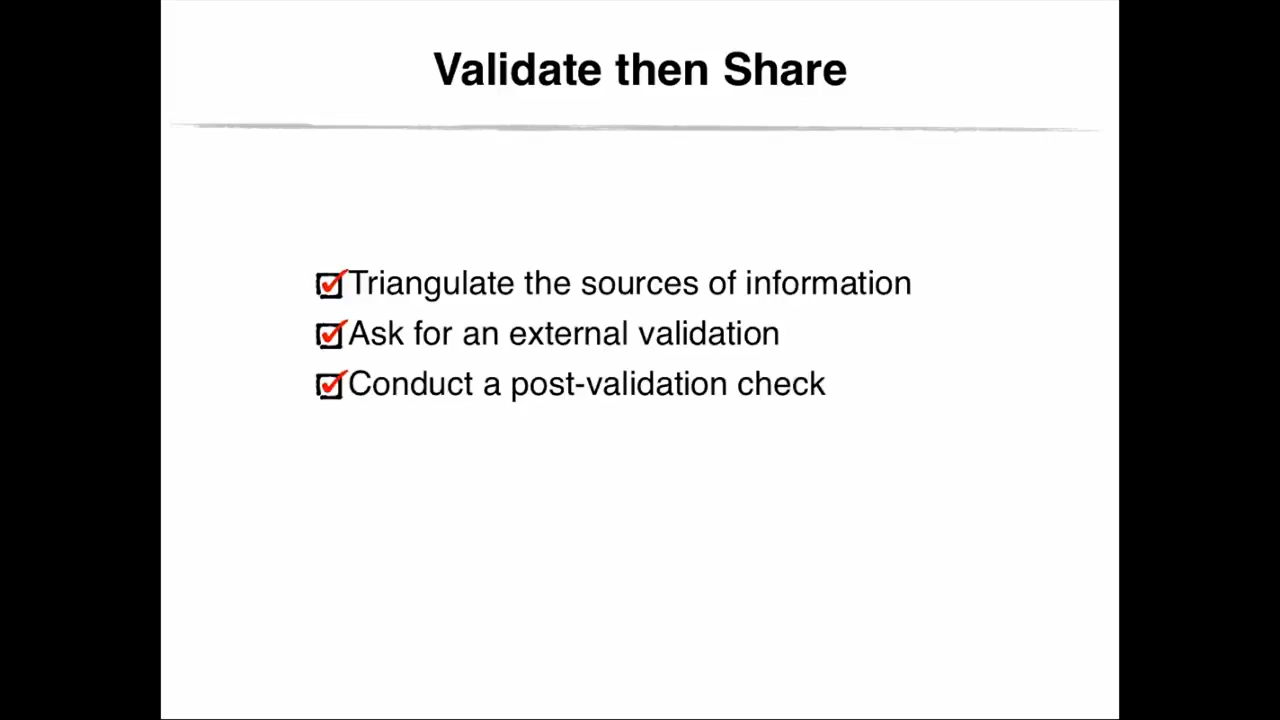 Validate then Share
Triangulate the sources of information
Ask for an external validation
Conduct a post-validation check